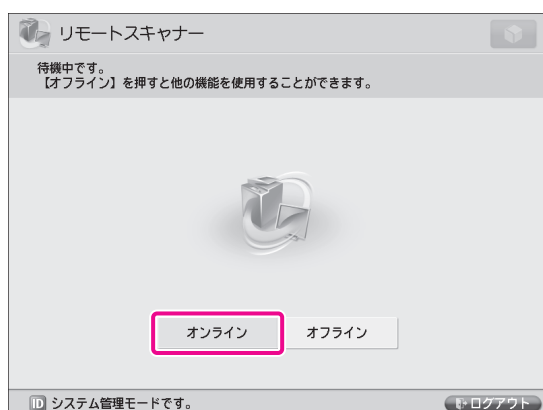 リモートスキャナー
待機中です。
【オフライン】を押すと他の機能を使用することができます。
オンライン
オフライン
ID システム管理モードです。
ログアウト